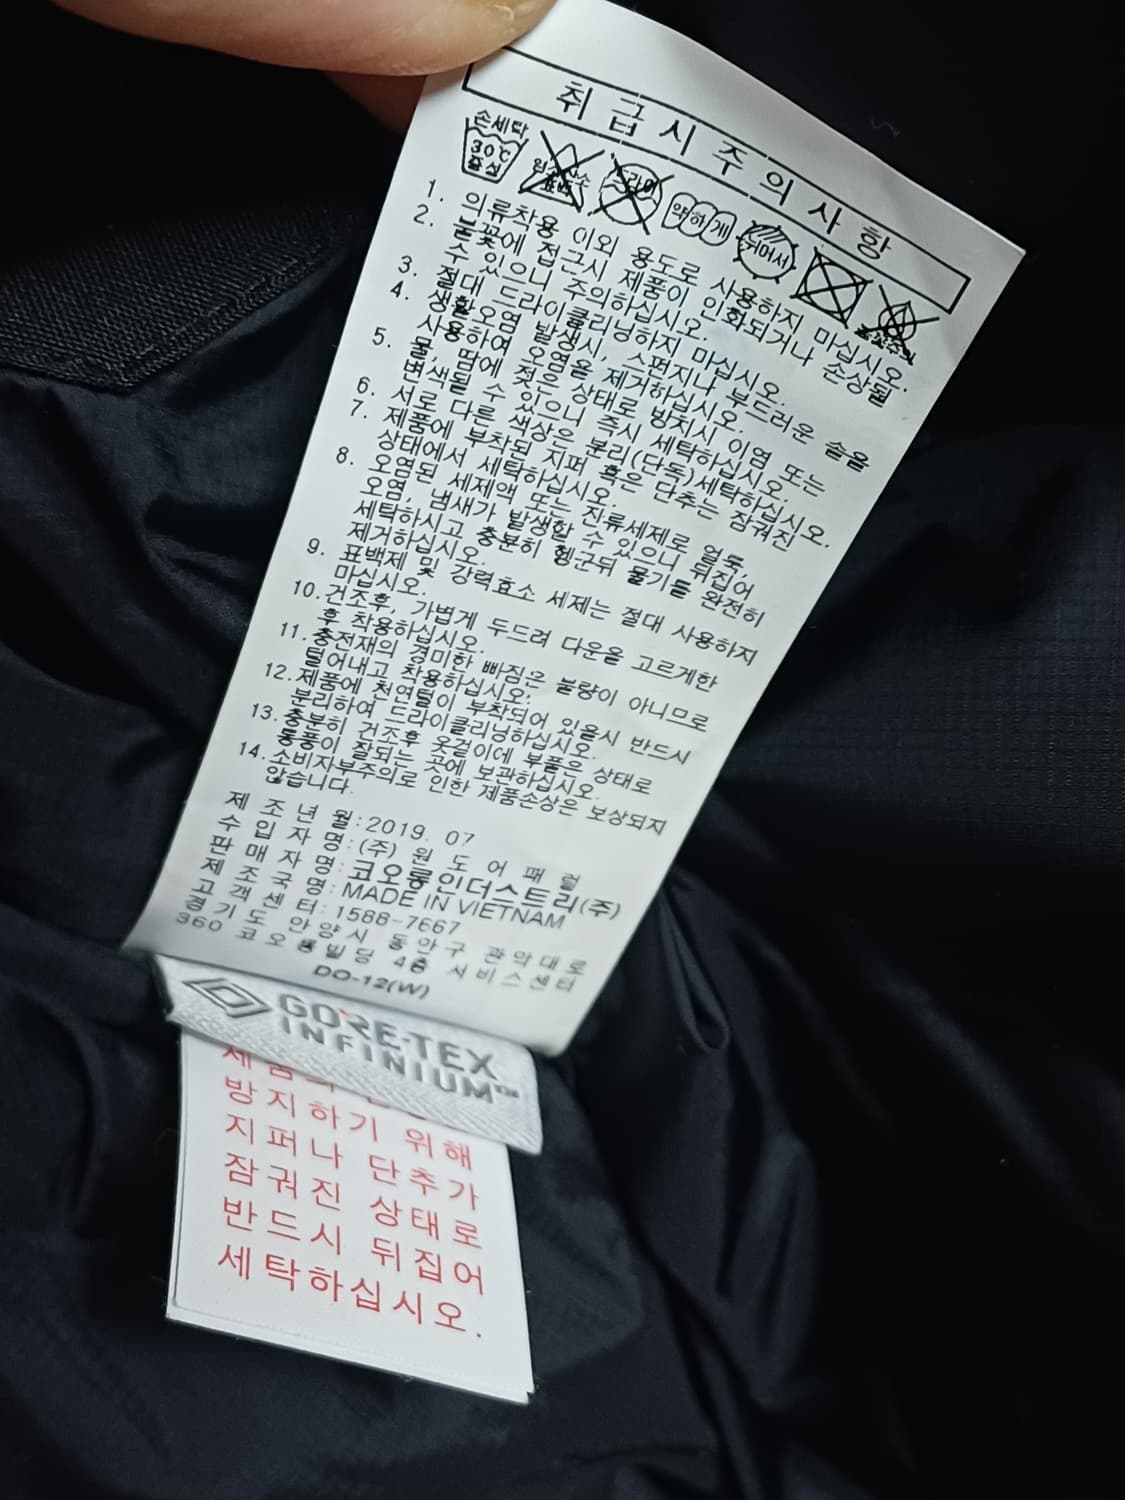 취급시주의사항
손세탁
30℃
중성
염소산소
표백
드라이
약하게
뉘어서
1. 의류착용 이외 용도로 사용하지 마십시오.
2. 불꽃에 접근시 제품이 인화되거나 손상될
수 있으니 주의하십시오.
3. 절대 드라이클리닝하지 마십시오.
4. 생활오염 발생시, 스펀지나 부드러운 솔을
사용하여 오염을 제거하십시오.
5. 물, 땀에 젖은 상태로 방치시 이염 또는
변색될 수 있으니 즉시 세탁하십시오.
6. 서로 다른 색상은 분리(단독)세탁하십시오.
7. 제품에 부착된 지퍼 혹은 단추는 잠궈진
상태에서 세탁하십시오.
8. 오염된 세제액 또는 잔류세제로 얼룩,
오염, 냄새가 발생할 수 있으니 뒤집어
세탁하시고 충분히 헹군뒤 물기를 완전히
제거하십시오.
9. 표백제 및 강력효소 세제는 절대 사용하지
마십시오.
10. 건조후, 가볍게 두드려 다운을 고르게한
후 착용하십시오.
11. 충전재의 경미한 빠짐은 불량이 아니므로
털어내고 착용하십시오.
12. 제품에 천연털이 부착되어 있을시 반드시
분리하여 드라이클리닝하십시오.
13. 충분히 건조후 옷걸이에 부풀은 상태로
통풍이 잘되는 곳에 보관하십시오.
14. 소비자부주의로 인한 제품손상은 보상되지
않습니다.
제조년월:2019. 07
수입자명:(주) 원도어패럴
판매자명:코오롱인더스트리(주)
제조국명:MADE IN VIETNAM
고객센터:1588-7667
경기도 안양시 동안구 관악대로
360 코오롱빌딩 4층 서비스센터
DO-12(W)
GORE-TEX
INFINIUM™
제품의
방지하기 위해
지퍼나 단추가
잠궈진 상태로
반드시 뒤집어
세탁하십시오.